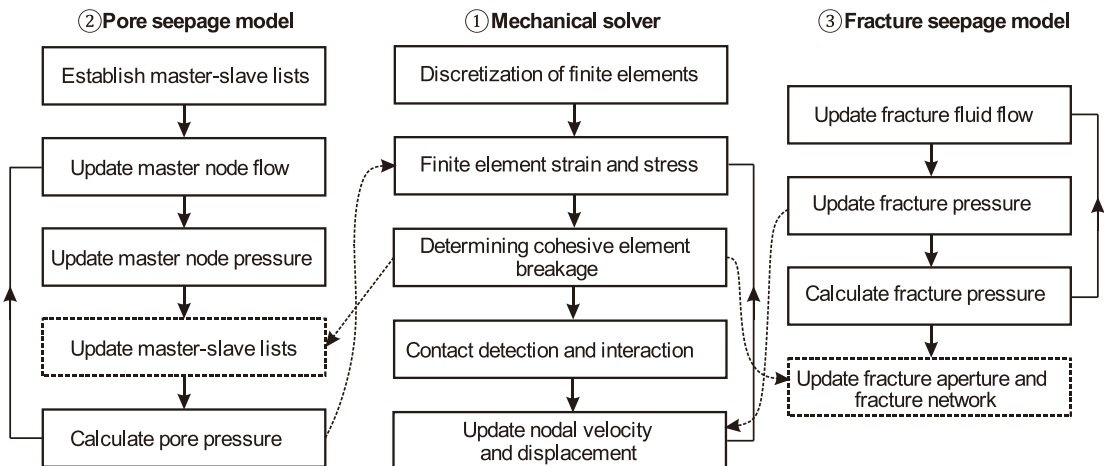 ②Pore seepage model
Establish master-slave lists
Update master node flow
Update master node pressure
Update master-slave lists
Calculate pore pressure
①Mechanical solver
Discretization of finite elements
Finite element strain and stress
Determining cohesive element
breakage
Contact detection and interaction
Update nodal velocity
and displacement
③Fracture seepage model
Update fracture fluid flow
Update fracture pressure
Calculate fracture pressure
Update fracture aperture and
fracture network